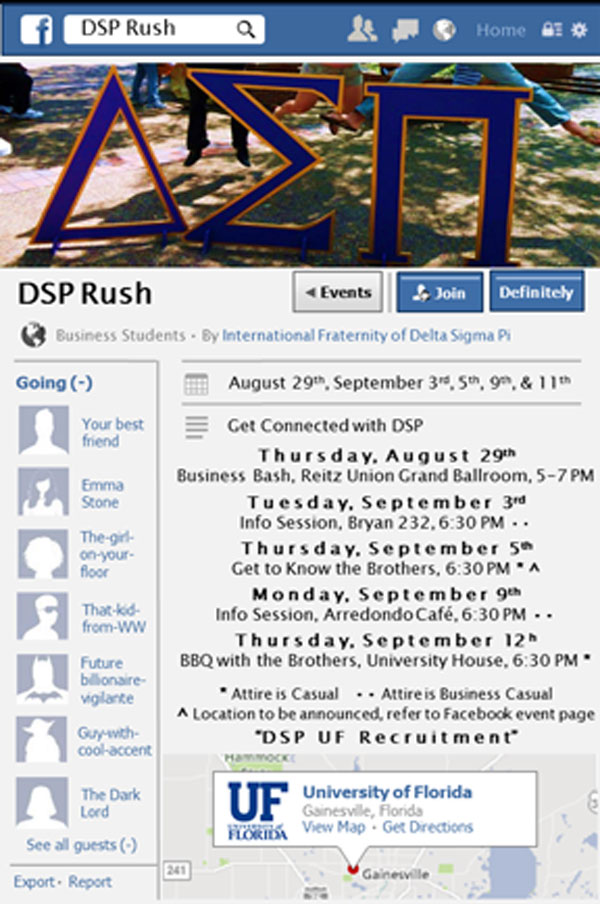 DSP Rush
Home
ΔΣΠ
DSP Rush
Events
Join
Definitely
Business Students · By International Fraternity of Delta Sigma Pi
Going (-)
Your best
friend
Emma
Stone
The-girl-
on-your-
floor
That-kid-
from-WW
Future
billionaire-
vigilante
Guy-with-
cool-accent
The Dark
Lord
See all guests (-)
Export · Report
August 29th, September 3rd, 5th, 9th, & 11th
Get Connected with DSP
Thursday, August 29th
Business Bash, Reitz Union Grand Ballroom, 5-7 PM
Tuesday, September 3rd
Info Session, Bryan 232, 6:30 PM · ·
Thursday, September 5th
Get to Know the Brothers, 6:30 PM * ^
Monday, September 9th
Info Session, Arredondo Café, 6:30 PM · ·
Thursday, September 12h
BBQ with the Brothers, University House, 6:30 PM *
* Attire is Casual · · Attire is Business Casual
^ Location to be announced, refer to Facebook event page
"DSP UF Recruitment"
Hammock
UF
UNIVERSITY of
FLORIDA
University of Florida
Gainesville, Florida
View Map · Get Directions
241
Gainesville